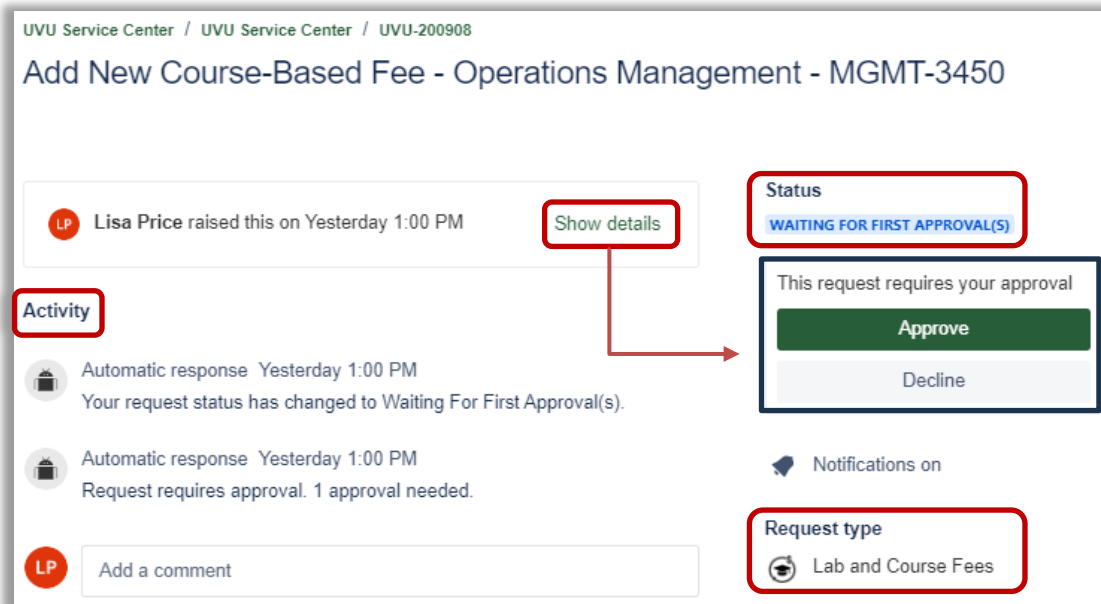 UVU Service Center / UVU Service Center / UVU-200908
Add New Course-Based Fee - Operations Management - MGMT-3450
LP Lisa Price raised this on Yesterday 1:00 PM Show details
Activity
Automatic response Yesterday 1:00 PM
Your request status has changed to Waiting For First Approval(s).
Automatic response Yesterday 1:00 PM
Request requires approval. 1 approval needed.
LP Add a comment
Status
WAITING FOR FIRST APPROVAL(S)
This request requires your approval
Approve
Decline
Notifications on
Request type
Lab and Course Fees